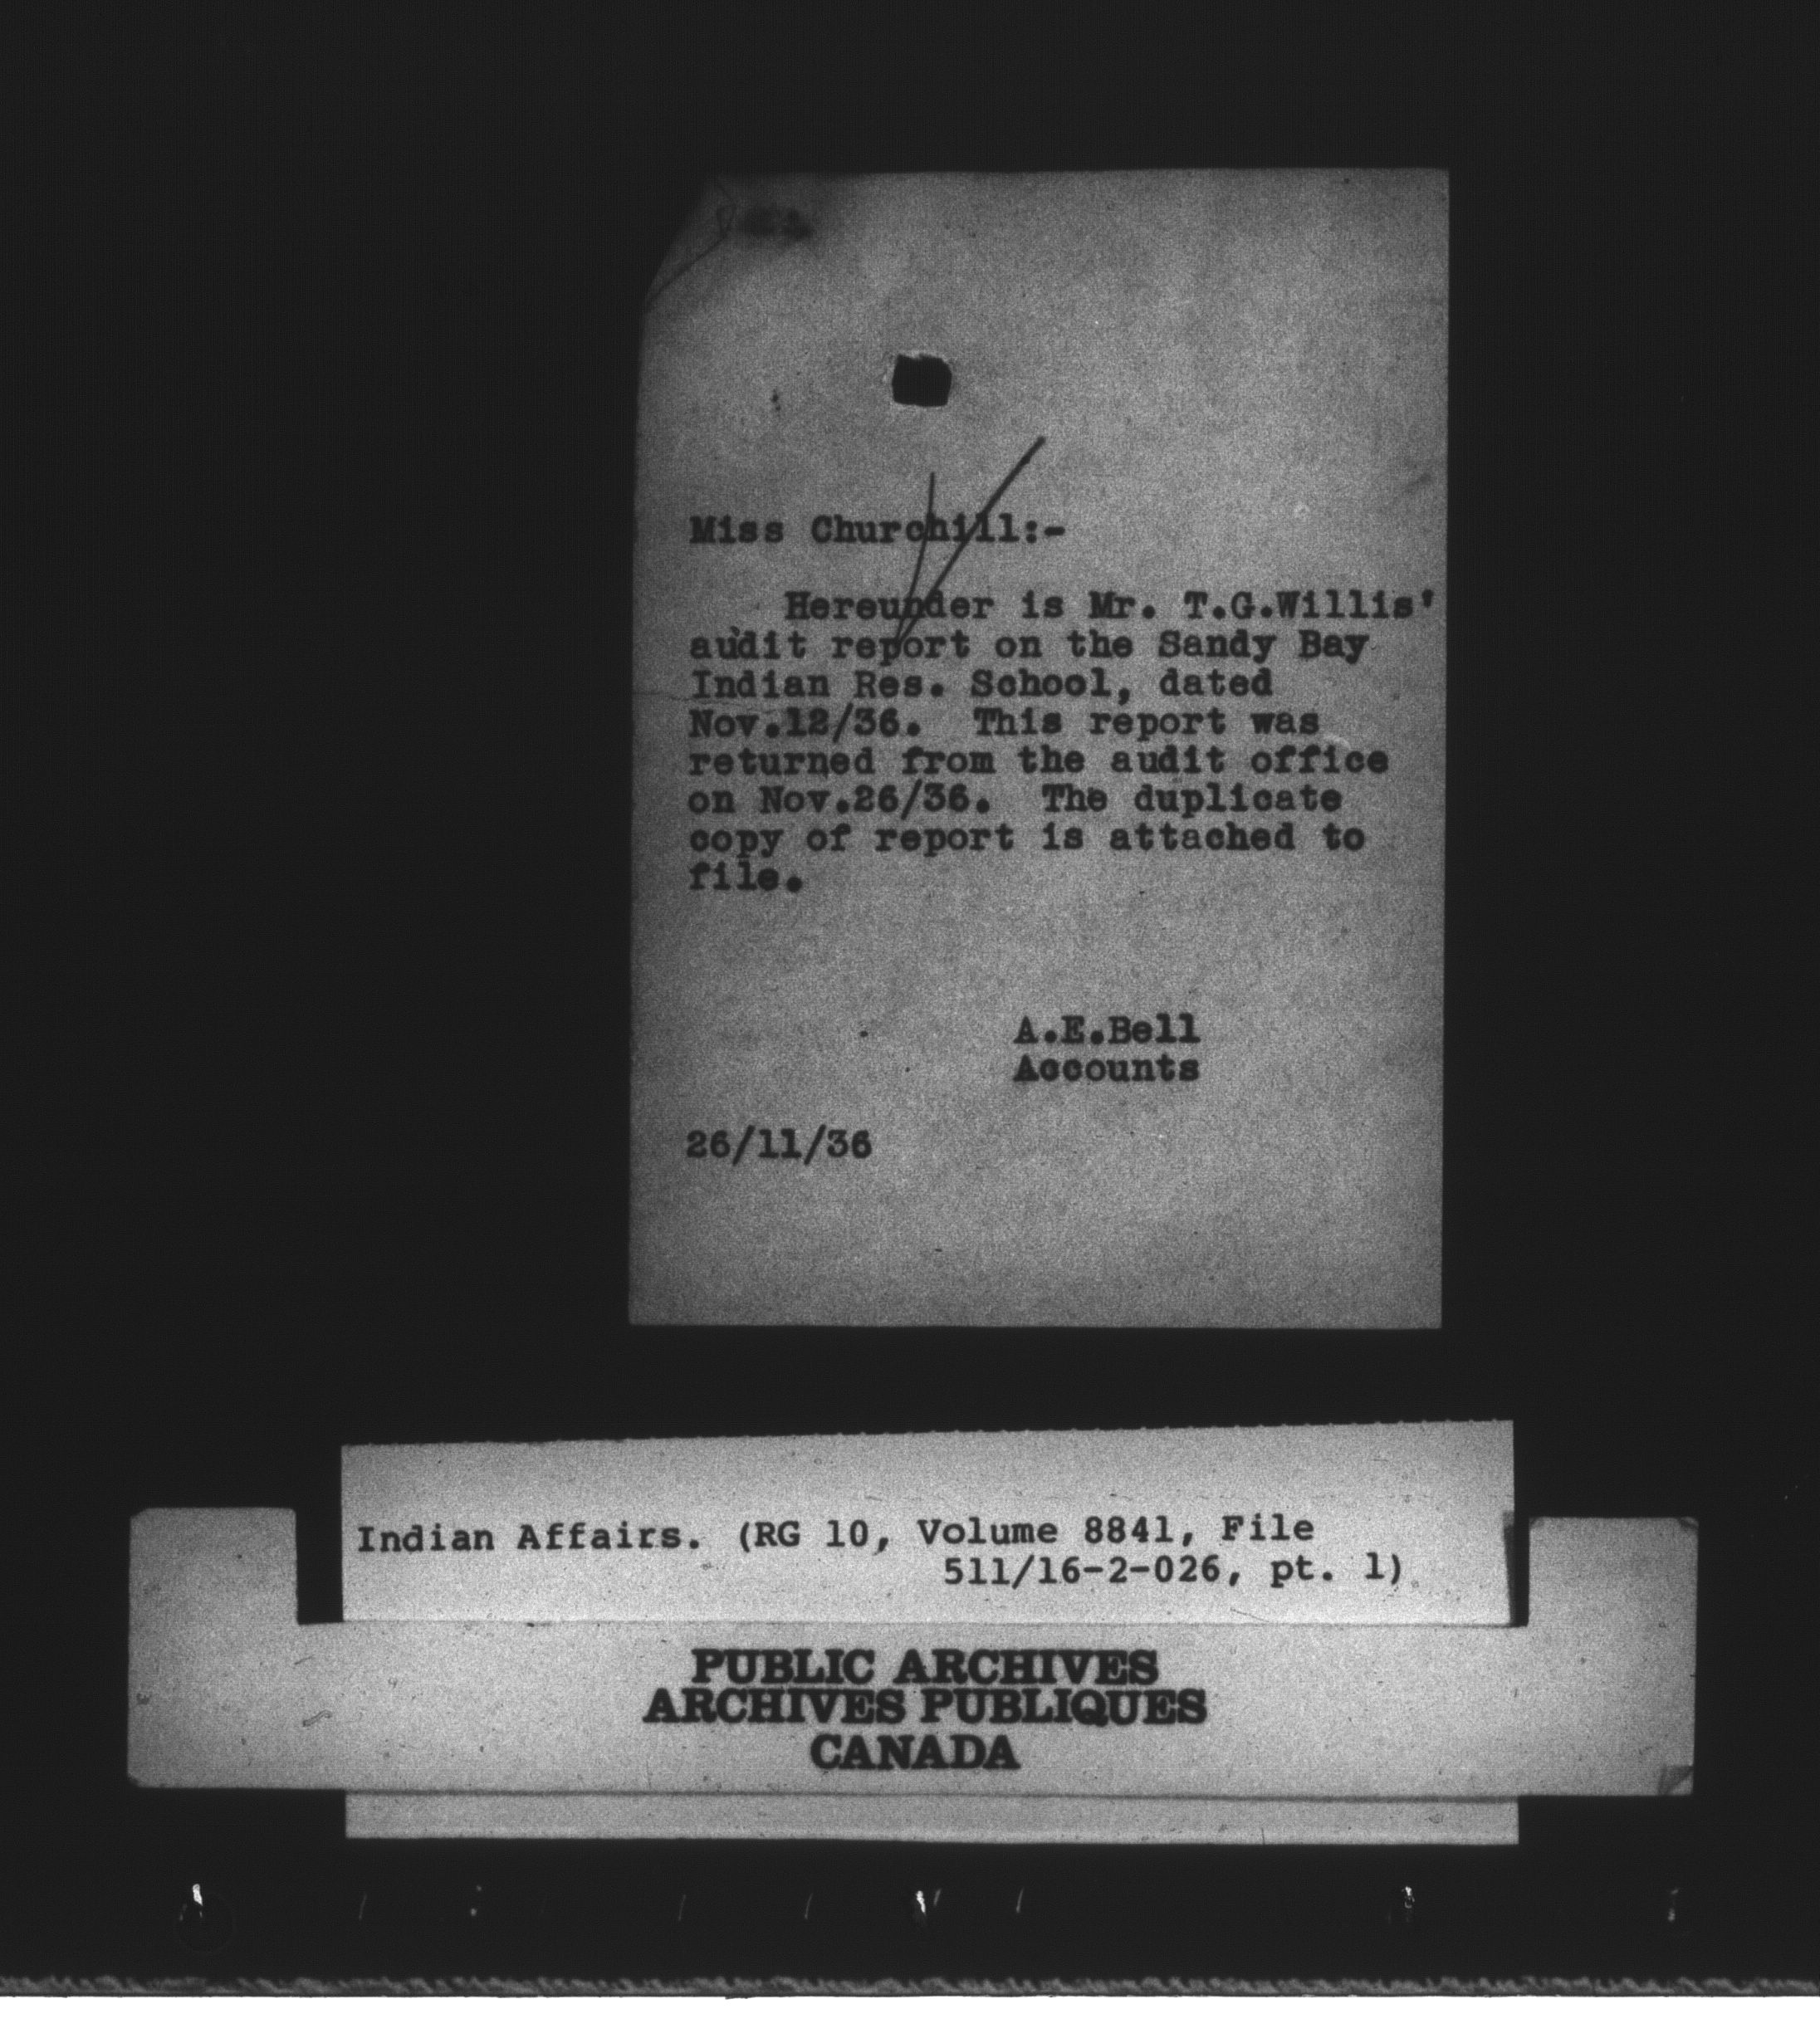 Miss Churchill:-
Hereunder is Mr. T.G.Willis'
audit report on the Sandy Bay
Indian Res. School, dated
Nov.12/36. This report was
returned from the audit office
on Nov.26/36. The duplicate
copy of report is attached to
file.
A.E.Bell
Accounts
26/11/36
Indian Affairs. (RG 10, Volume 8841, File
511/16-2-026, pt. 1)
PUBLIC ARCHIVES
ARCHIVES PUBLIQUES
CANADA